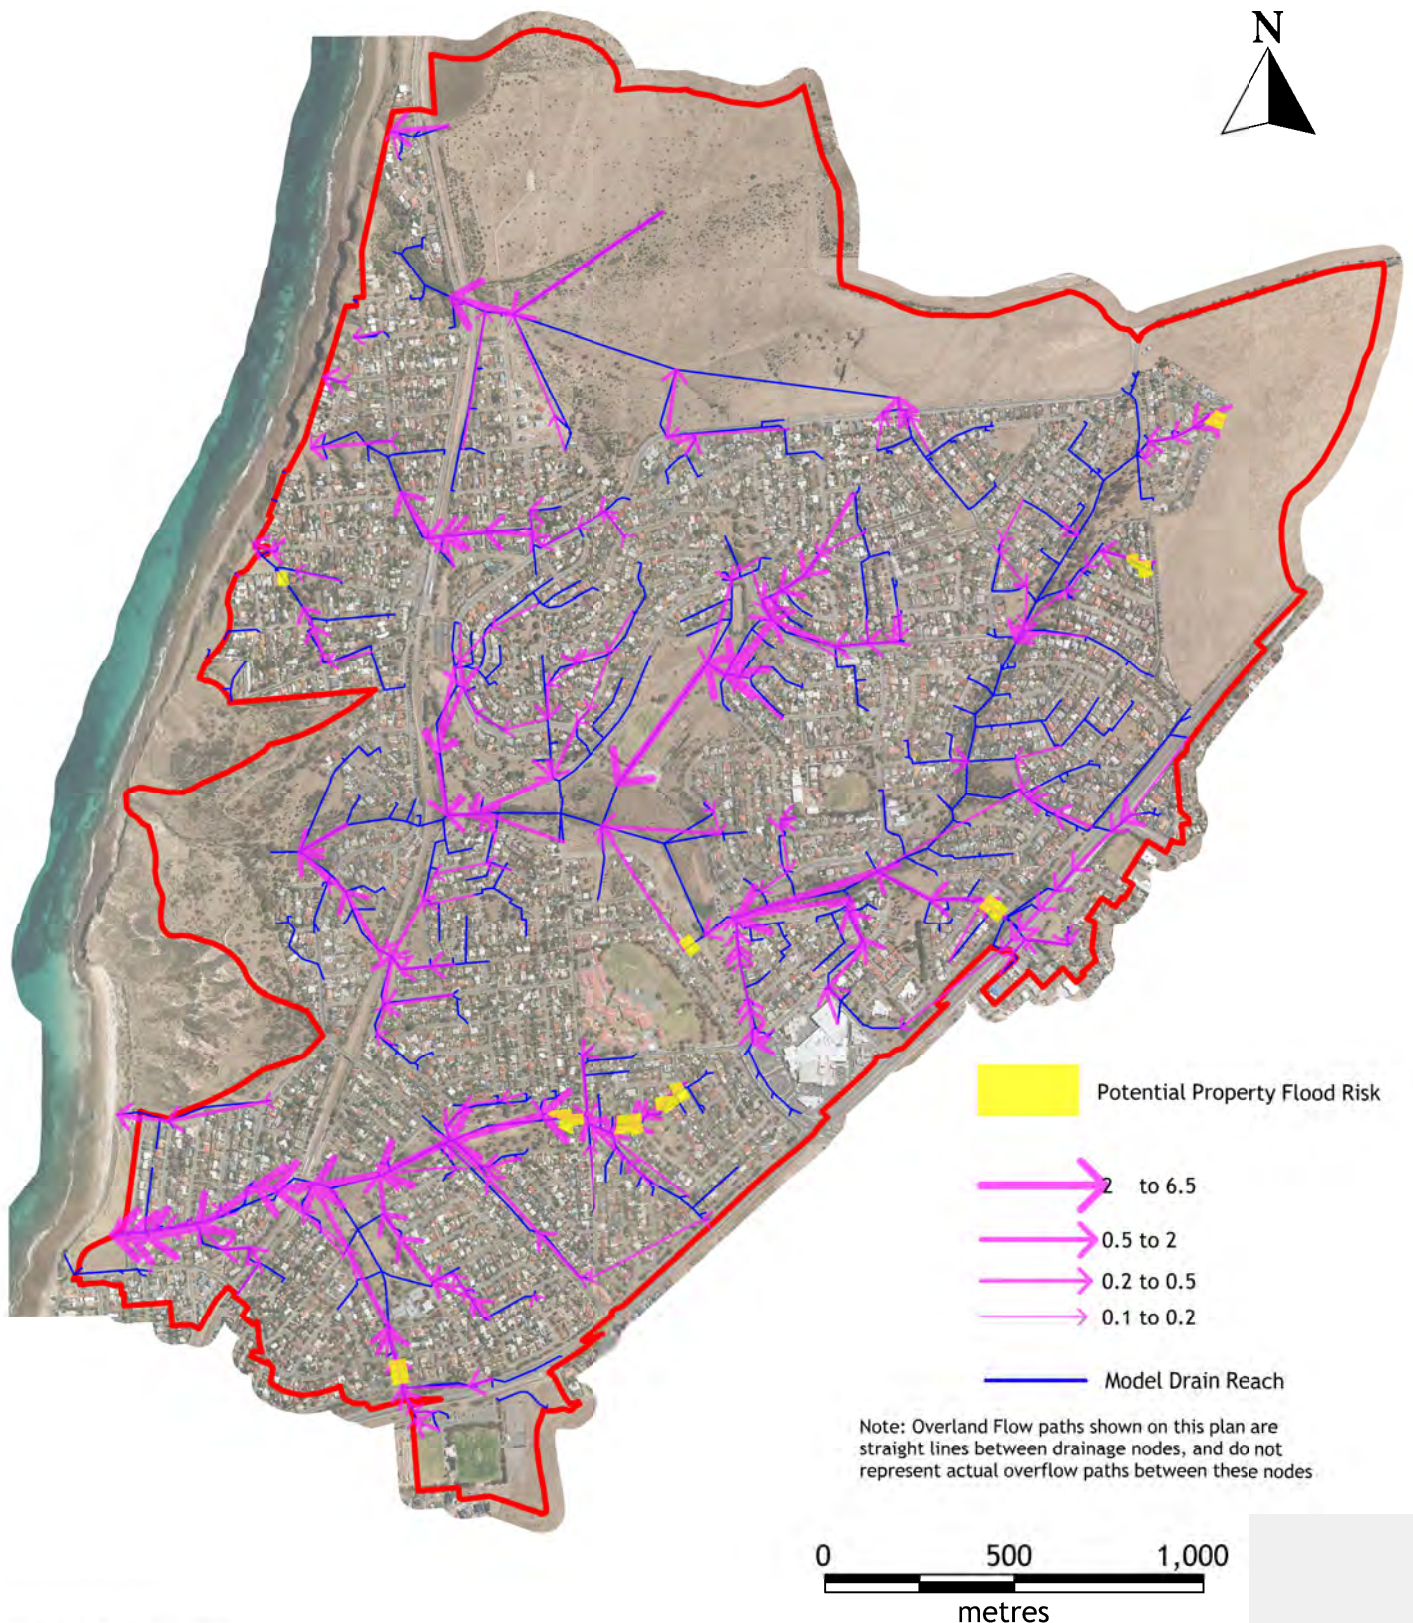 N
Potential Property Flood Risk
2 to 6.5
0.5 to 2
0.2 to 0.5
0.1 to 0.2
Model Drain Reach
Note: Overland Flow paths shown on this plan are
straight lines between drainage nodes, and do not
represent actual overflow paths between these nodes
0 500 1,000
metres